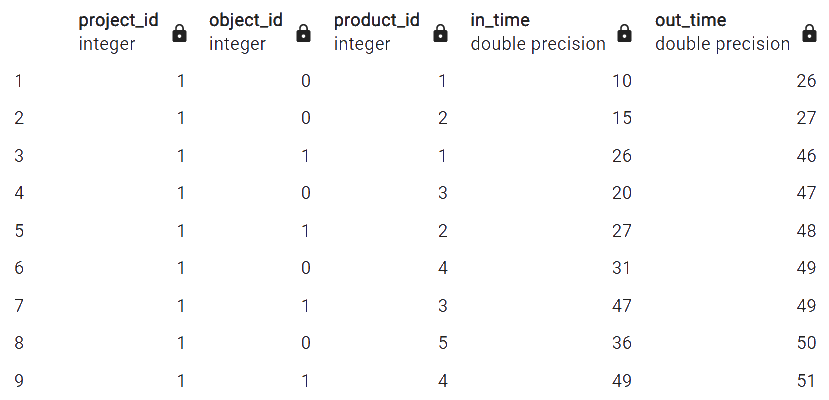 project_id object_id product_id in_time out_time
integer integer integer double precision double precision
1 1 0 1 10 26
2 1 0 2 15 27
3 1 1 1 26 46
4 1 0 3 20 47
5 1 1 2 27 48
6 1 0 4 31 49
7 1 1 3 47 49
8 1 0 5 36 50
9 1 1 4 49 51